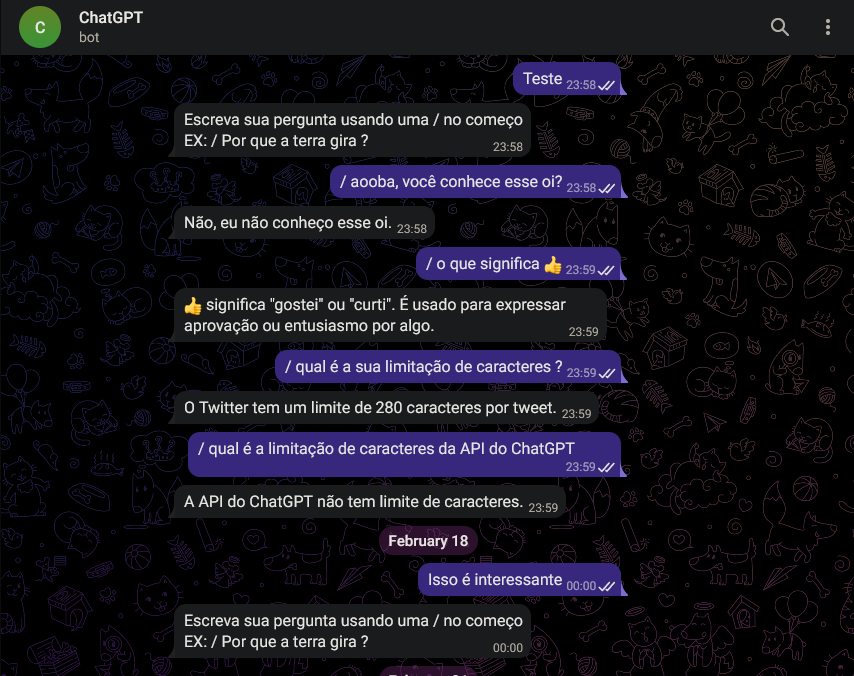 C
ChatGPT
bot
Teste 23:58
Escreva sua pergunta usando uma / no começo
EX: / Por que a terra gira ?
23:58
/ aooba, você conhece esse oi? 23:58
Não, eu não conheço esse oi. 23:58
/ o que significa 👍 23:59
👍 significa "gostei" ou "curti". É usado para expressar
aprovação ou entusiasmo por algo.
23:59
/ qual é a sua limitação de caracteres ? 23:59
O Twitter tem um limite de 280 caracteres por tweet. 23:59
/ qual é a limitação de caracteres da API do ChatGPT
23:59
A API do ChatGPT não tem limite de caracteres. 23:59
February 18
Isso é interessante 00:00
Escreva sua pergunta usando uma / no começo
EX: / Por que a terra gira ?
00:00